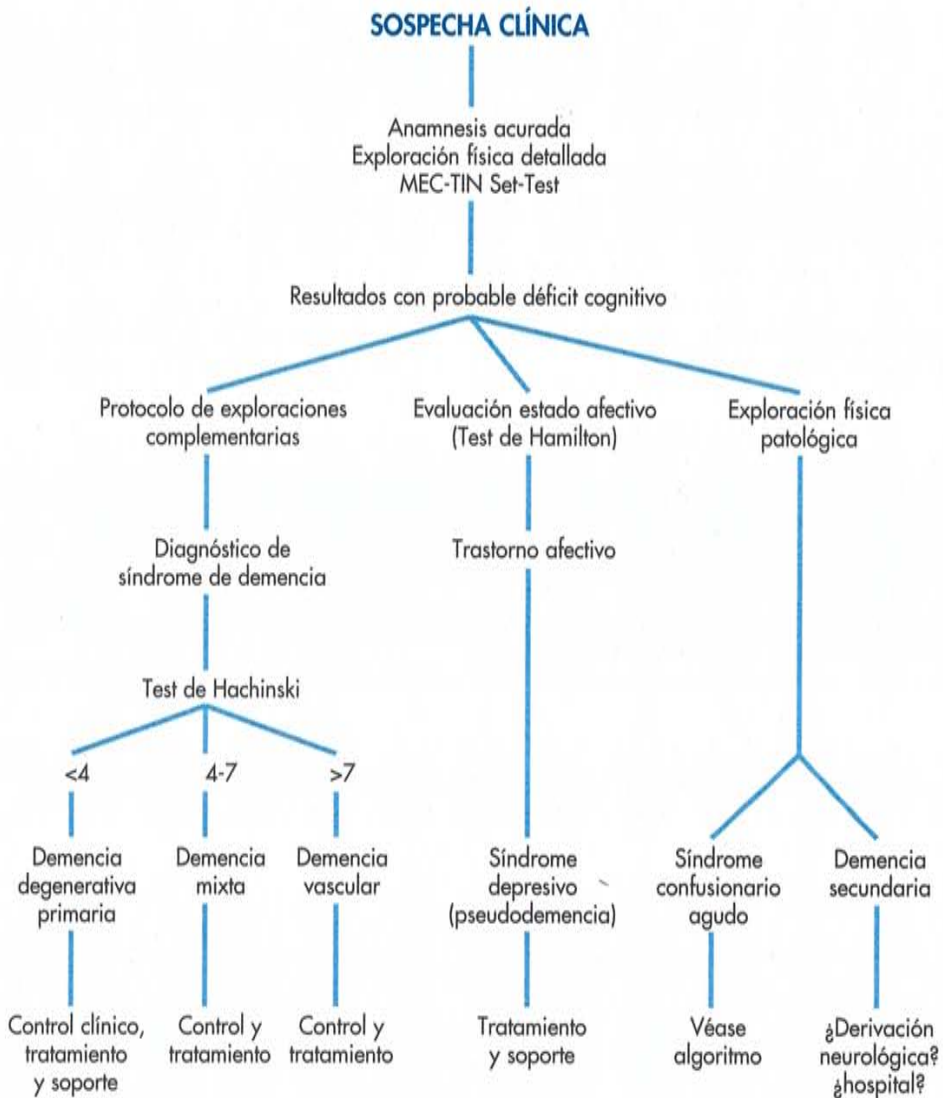 SOSPECHA CLÍNICA
Anamnesis acurada
Exploración física detallada
MEC-TIN Set-Test
Resultados con probable déficit cognitivo
Protocolo de exploraciones
complementarias
Evaluación estado afectivo
(Test de Hamilton)
Exploración física
patológica
Diagnóstico de
síndrome de demencia
Trastorno afectivo
Test de Hachinski
<4
4-7
>7
Demencia
degenerativa
primaria
Demencia
mixta
Demencia
vascular
Síndrome
depresivo
(pseudodemencia)
Síndrome
confusionario
agudo
Demencia
secundaria
Control clínico,
tratamiento
y soporte
Control y
tratamiento
Control y
tratamiento
Tratamiento
y soporte
Véase
algoritmo
¿Derivación
neurológica?
¿hospital?